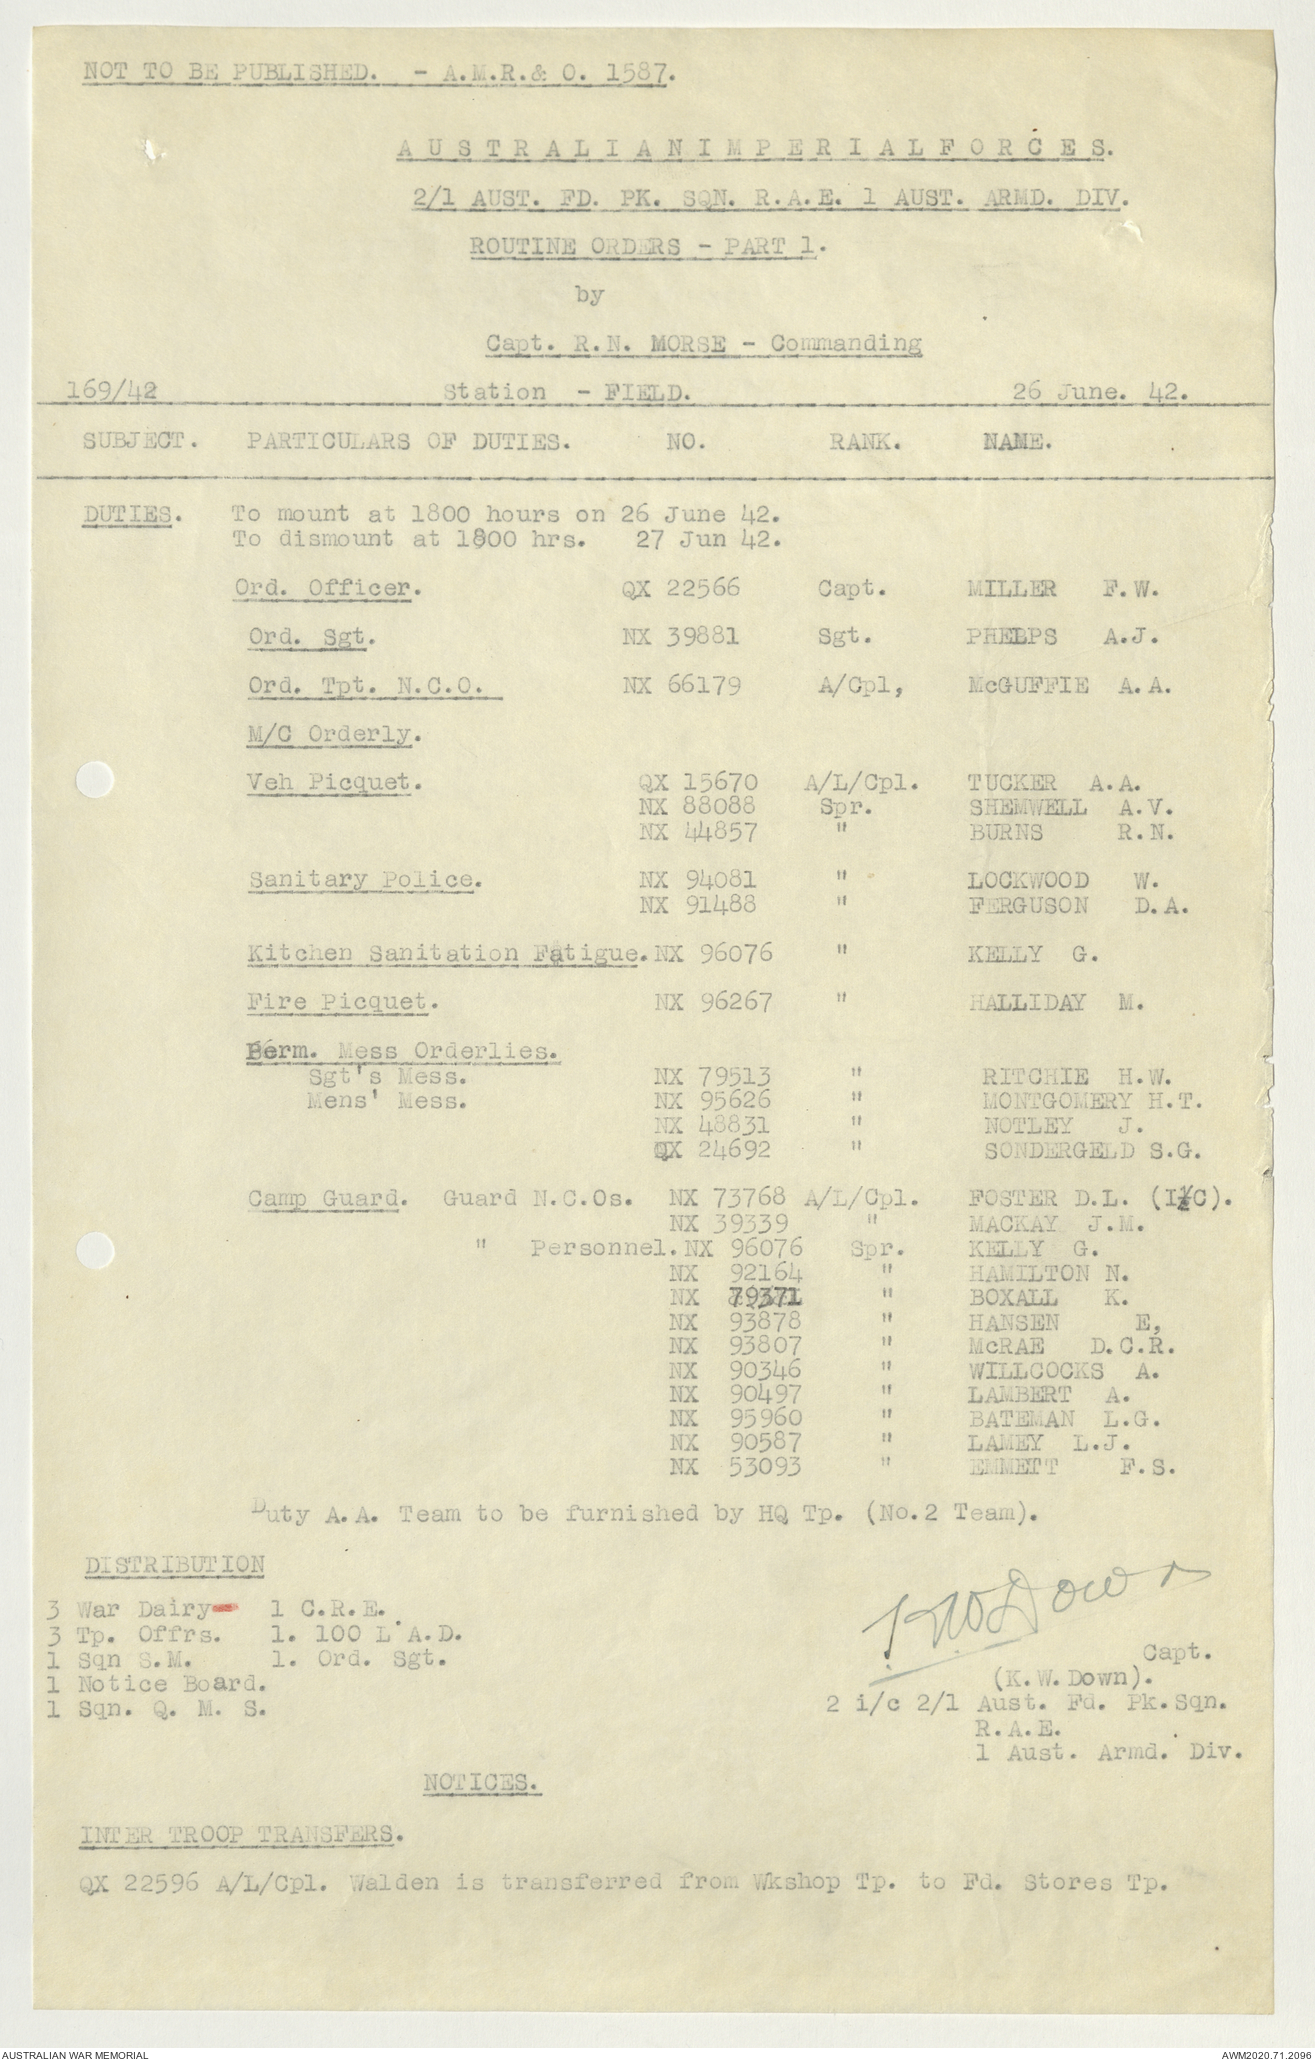 NOT TO BE PUBLISHED. - A.M.R.& O. 1587.
A U S T R A L I A N I M P E R I A L F O R C E S.
2/1 AUST. FD. PK. SQN. R.A.E. 1 AUST. ARMD. DIV.
ROUTINE ORDERS - PART 1.
by
Capt. R.N. MORSE - Commanding
169/42 Station - FIELD. 26 June. 42.
SUBJECT. PARTICULARS OF DUTIES. NO. RANK. NAME.
DUTIES. To mount at 1800 hours on 26 June 42.
To dismount at 1800 hrs. 27 Jun 42.
Ord. Officer. QX 22566 Capt. MILLER F.W.
Ord. Sgt. NX 39881 Sgt. PHELPS A.J.
Ord. Tpt. N.C.O. NX 66179 A/Cpl, McGUFFIE A.A.
M/C Orderly.
Veh Picquet. QX 15670 A/L/Cpl. TUCKER A.A.
NX 88088 Spr. SHEMWELL A.V.
NX 44857 " BURNS R.N.
Sanitary Police. NX 94081 " LOCKWOOD W.
NX 91488 " FERGUSON D.A.
Kitchen Sanitation Fatigue. NX 96076 " KELLY G.
Fire Picquet. NX 96267 " HALLIDAY M.
Perm. Mess Orderlies.
Sgt's Mess. NX 79513 " RITCHIE H.W.
Mens' Mess. NX 95626 " MONTGOMERY H.T.
NX 48831 " NOTLEY J.
QX 24692 " SONDERGELD S.G.
Camp Guard. Guard N.C.Os. NX 73768 A/L/Cpl. FOSTER D.L. (I/C).
NX 39339 " MACKAY J.M.
" Personnel. NX 96076 Spr. KELLY G.
NX 92164 " HAMILTON N.
NX 79371 " BOXALL K.
NX 93878 " HANSEN E,
NX 93807 " McRAE D.C.R.
NX 90346 " WILLCOCKS A.
NX 90497 " LAMBERT A.
NX 95960 " BATEMAN L.G.
NX 90587 " LAMEY L.J.
NX 53093 " EMMETT F.S.
Duty A.A. Team to be furnished by HQ Tp. (No.2 Team).
DISTRIBUTION
3 War Dairy 1 C.R.E.
3 Tp. Offrs. 1. 100 L A.D.
1 Sqn S.M. 1. Ord. Sgt.
1 Notice Board.
1 Sqn. Q. M. S.
KWDown
Capt.
(K.W.Down).
2 i/c 2/1 Aust. Fd. Pk.Sqn.
R.A.E.
1 Aust. Armd. Div.
NOTICES.
INTER TROOP TRANSFERS.
QX 22596 A/L/Cpl. Walden is transferred from Wkshop Tp. to Fd. Stores Tp.
AUSTRALIAN WAR MEMORIAL AWM2020.71.2096